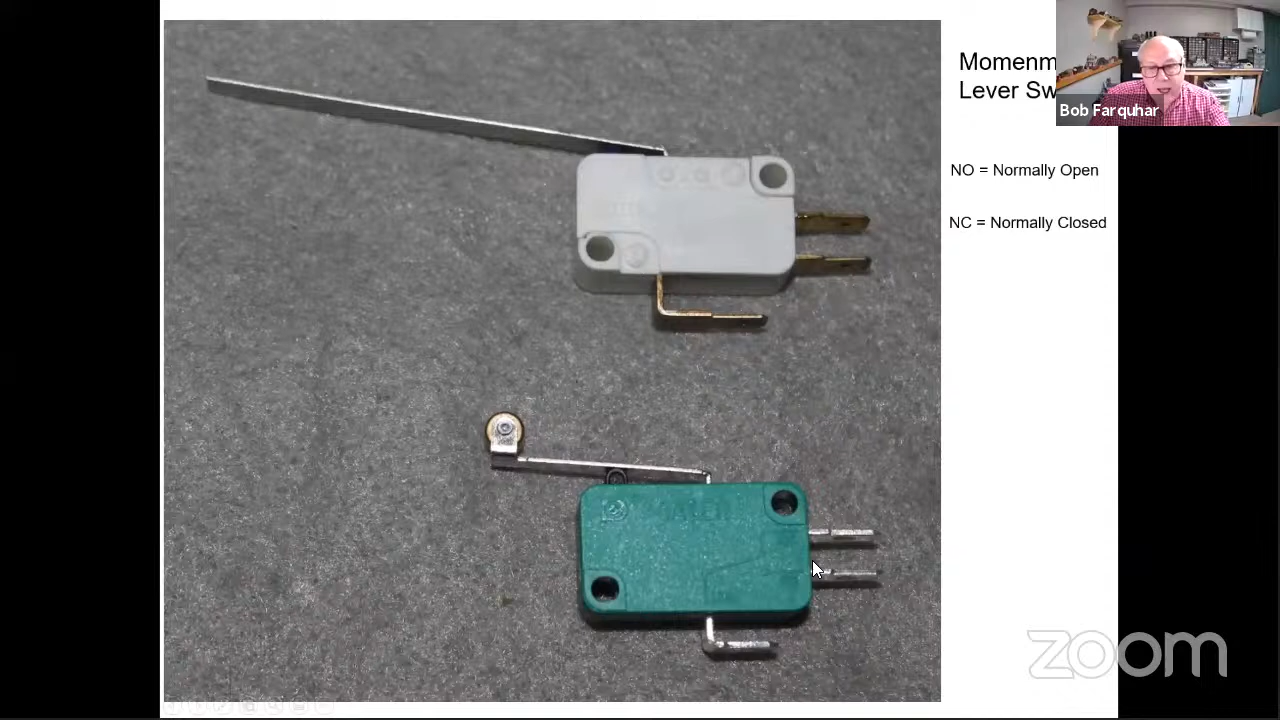 Momenm
Lever Sw
Bob Farquhar
NO = Normally Open
NC = Normally Closed
zoom